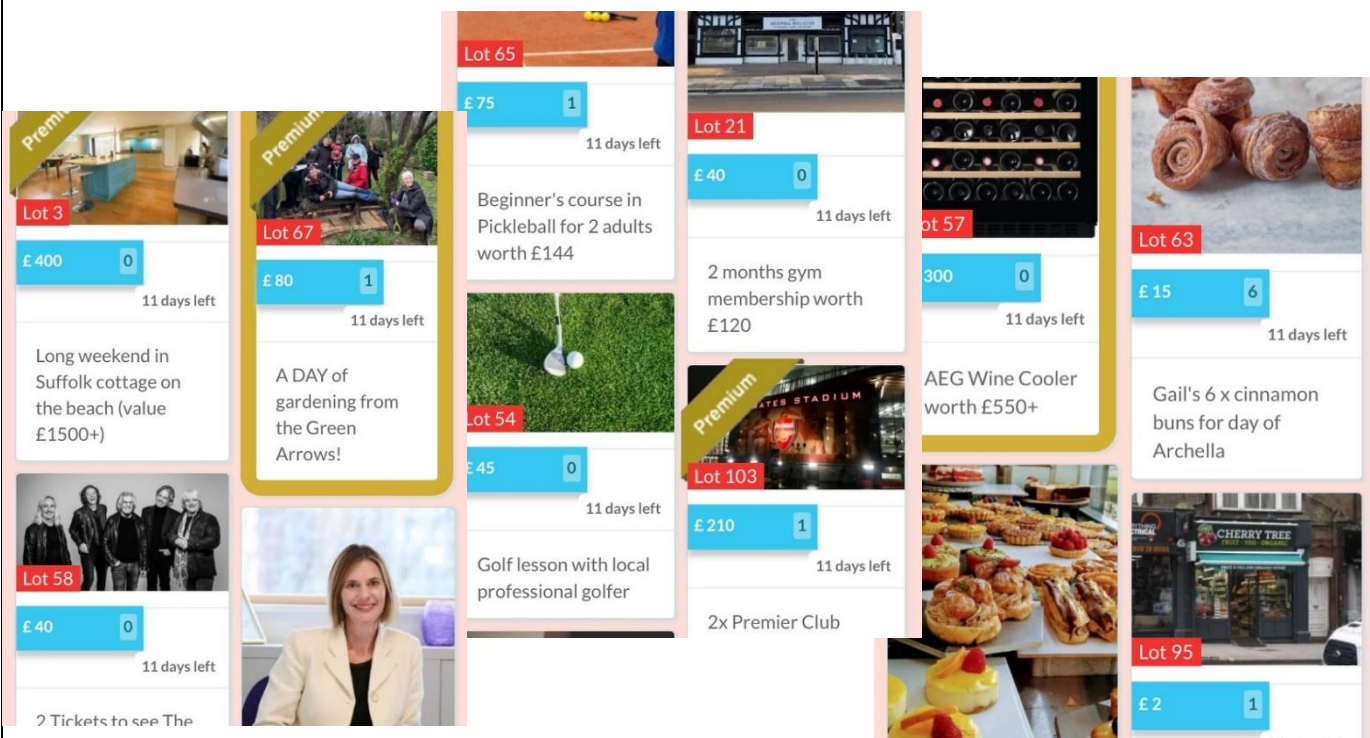 Premium
Lot 3
£ 400 0
11 days left
Long weekend in
Suffolk cottage on
the beach (value
£1500+)
Lot 58
£ 40 0
11 days left
2 Tickets to see The
Premium
Lot 67
£ 80 1
11 days left
A DAY of
gardening from
the Green
Arrows!
Lot 65
£ 75 1
11 days left
Beginner's course in
Pickleball for 2 adults
worth £144
Lot 54
£ 45 0
11 days left
Golf lesson with local
professional golfer
Lot 21
£ 40 0
11 days left
2 months gym
membership worth
£120
Premium
ATES STADIUM
Lot 103
£ 210 1
11 days left
2x Premier Club
ot 57
300 0
11 days left
AEG Wine Cooler
worth £550+
Lot 63
£ 15 6
11 days left
Gail's 6 x cinnamon
buns for day of
Archella
CHERRY TREE
FRUIT · VEG · ORGANIC
Lot 95
£ 2 1